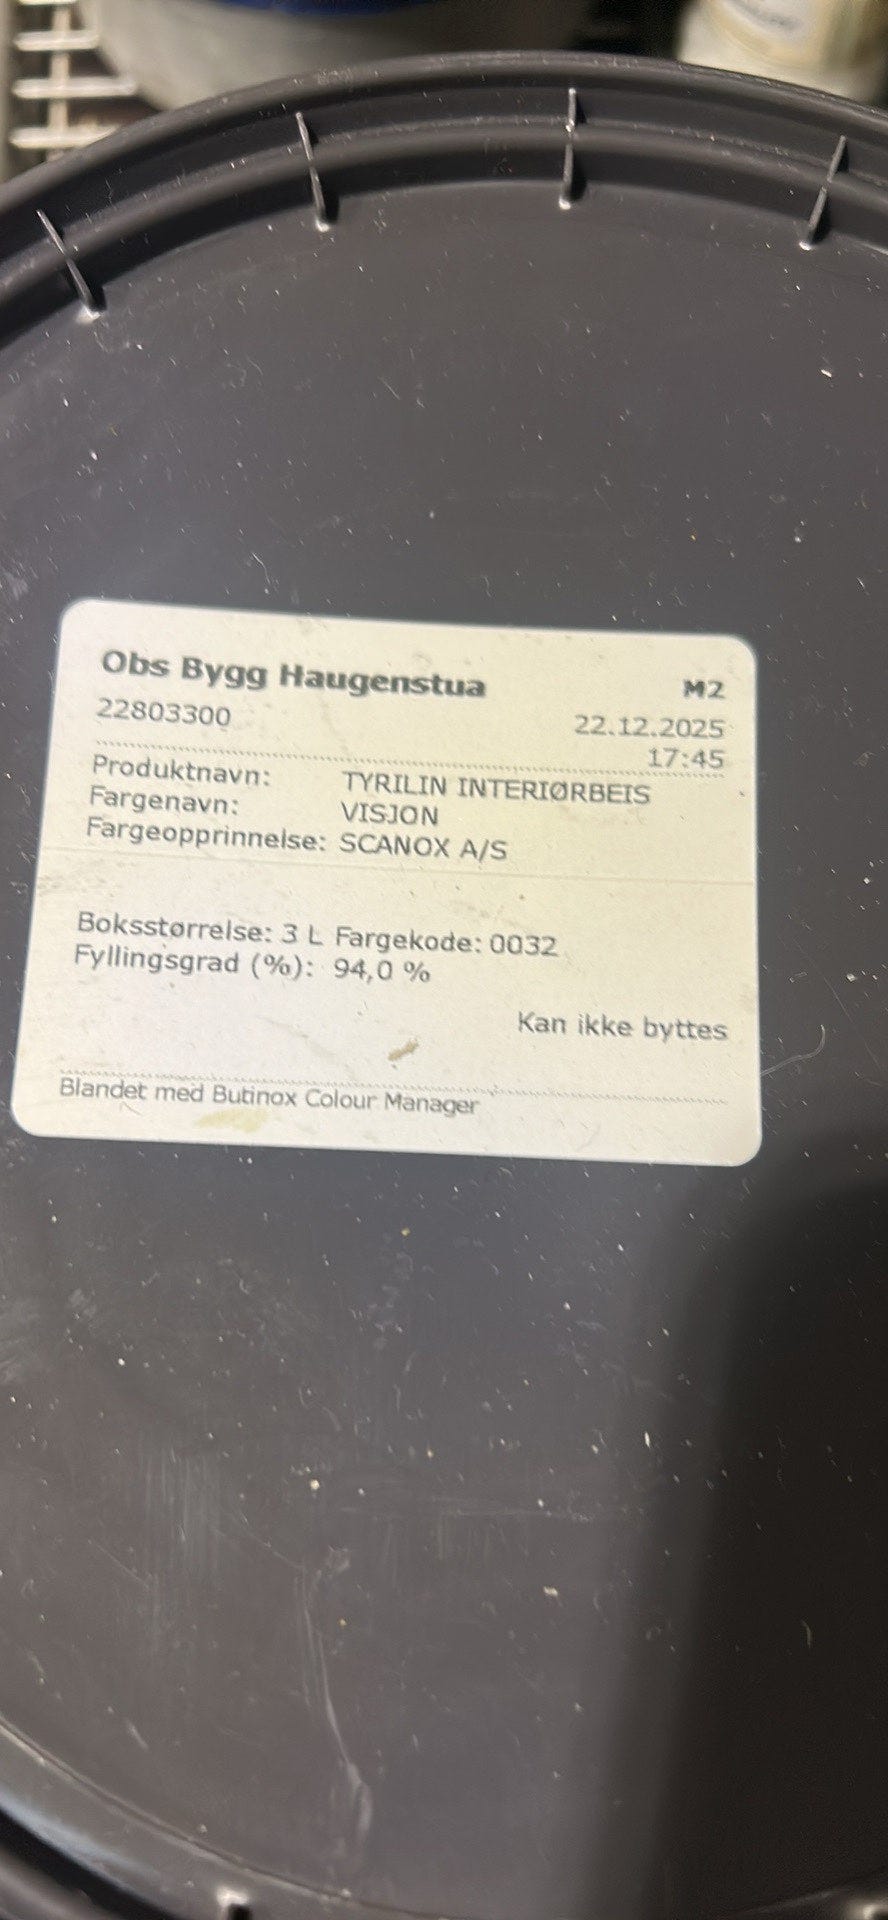 Obs Bygg Haugenstua M2
22803300 22.12.2025
17:45
Produktnavn: TYRILIN INTERIØRBEIS
Fargenavn: VISJON
Fargeopprinnelse: SCANOX A/S
Boksstørrelse: 3 L Fargekode: 0032
Fyllingsgrad (%): 94,0 %
Kan ikke byttes
Blandet med Butinox Colour Manager